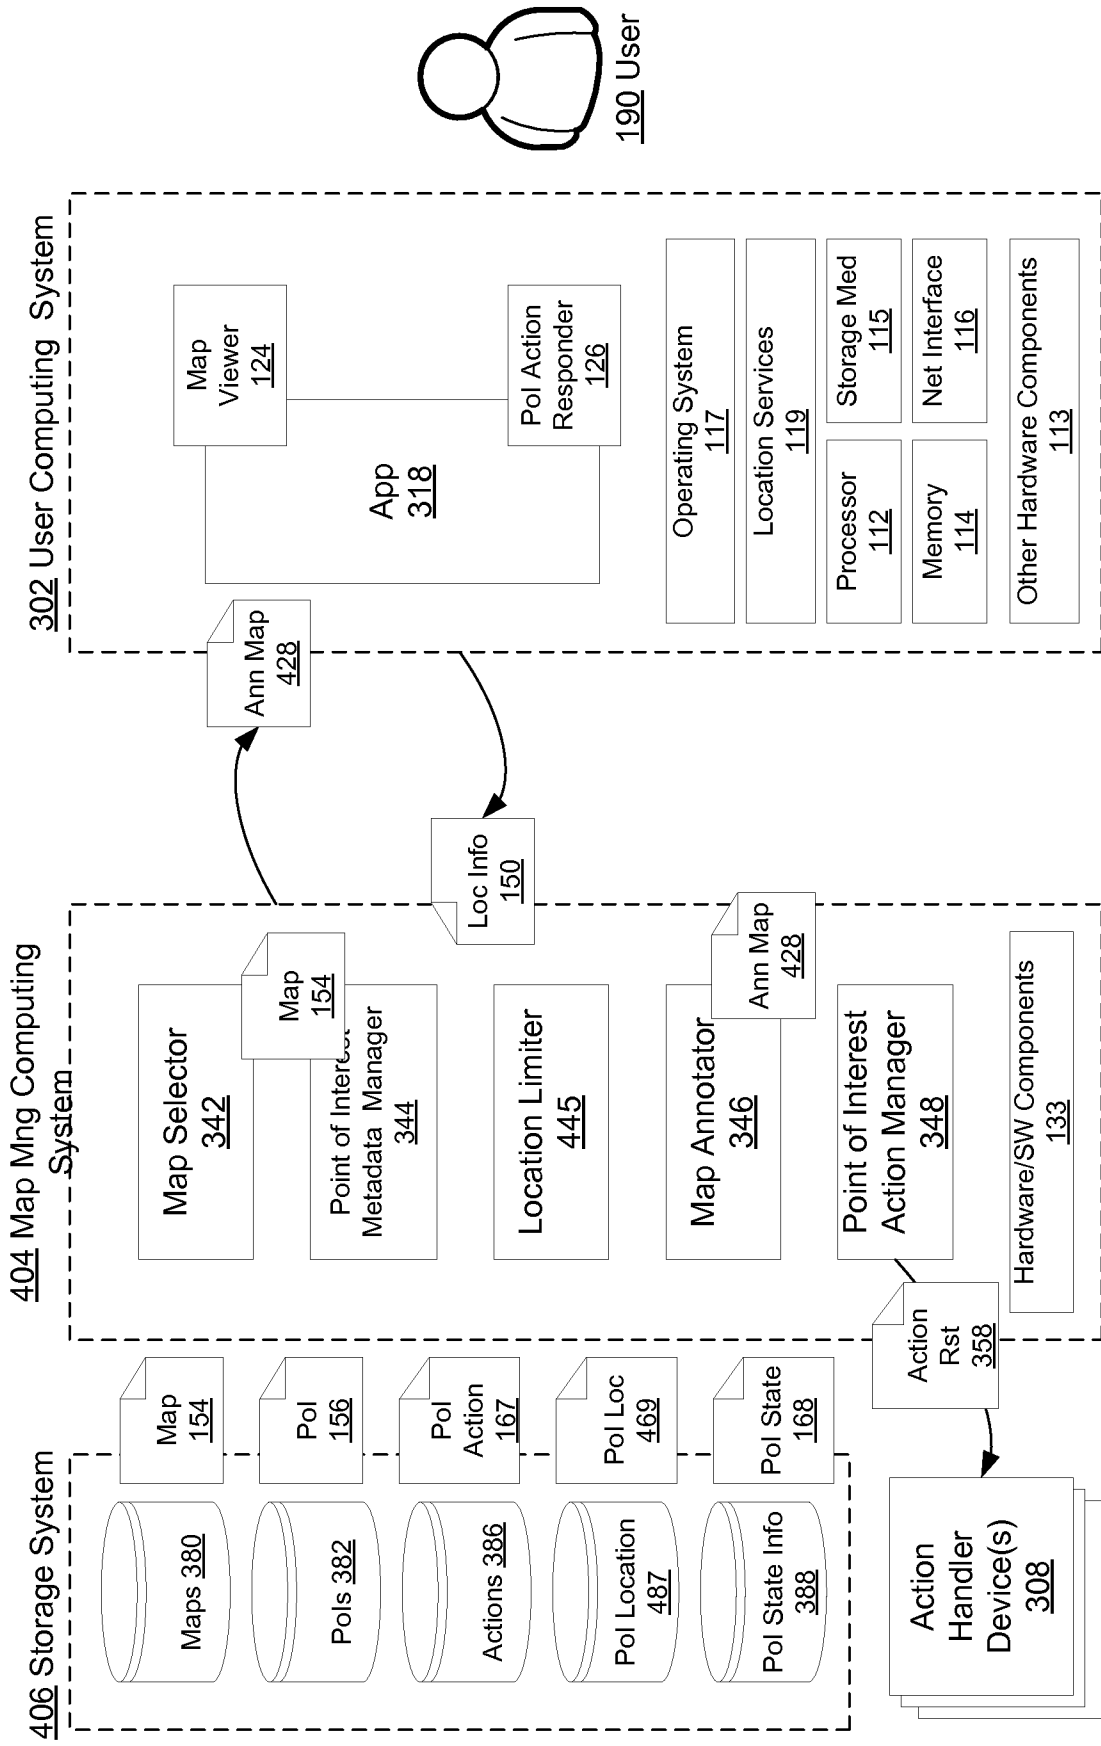 406 Storage System
Maps 380
PoIs 382
Actions 386
PoI Location
487
PoI State Info
388
Map
154
PoI
156
PoI
Action
167
PoI Loc
469
PoI State
168
Action
Handler
Device(s)
308
Action
Rst
358
404 Map Mng Computing
System
Map Selector
342
Map
154
Point of Interest
Metadata Manager
344
Location Limiter
445
Map Annotator
346
Ann Map
428
Point of Interest
Action Manager
348
Hardware/SW Components
133
Loc Info
150
Ann Map
428
302 User Computing System
App
318
Map
Viewer
124
PoI Action
Responder
126
Operating System
117
Location Services
119
Processor
112
Storage Med
115
Memory
114
Net Interface
116
Other Hardware Components
113
190 User